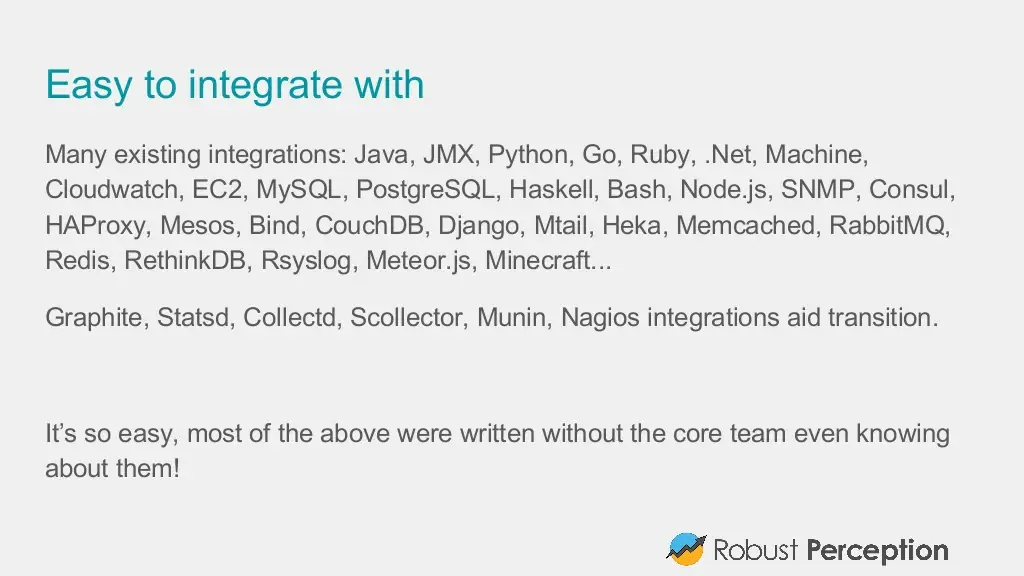 Easy to integrate with
Many existing integrations: Java, JMX, Python, Go, Ruby, .Net, Machine,
Cloudwatch, EC2, MySQL, PostgreSQL, Haskell, Bash, Node.js, SNMP, Consul,
HAProxy, Mesos, Bind, CouchDB, Django, Mtail, Heka, Memcached, RabbitMQ,
Redis, RethinkDB, Rsyslog, Meteor.js, Minecraft...
Graphite, Statsd, Collectd, Scollector, Munin, Nagios integrations aid transition.
It’s so easy, most of the above were written without the core team even knowing
about them!
Robust Perception